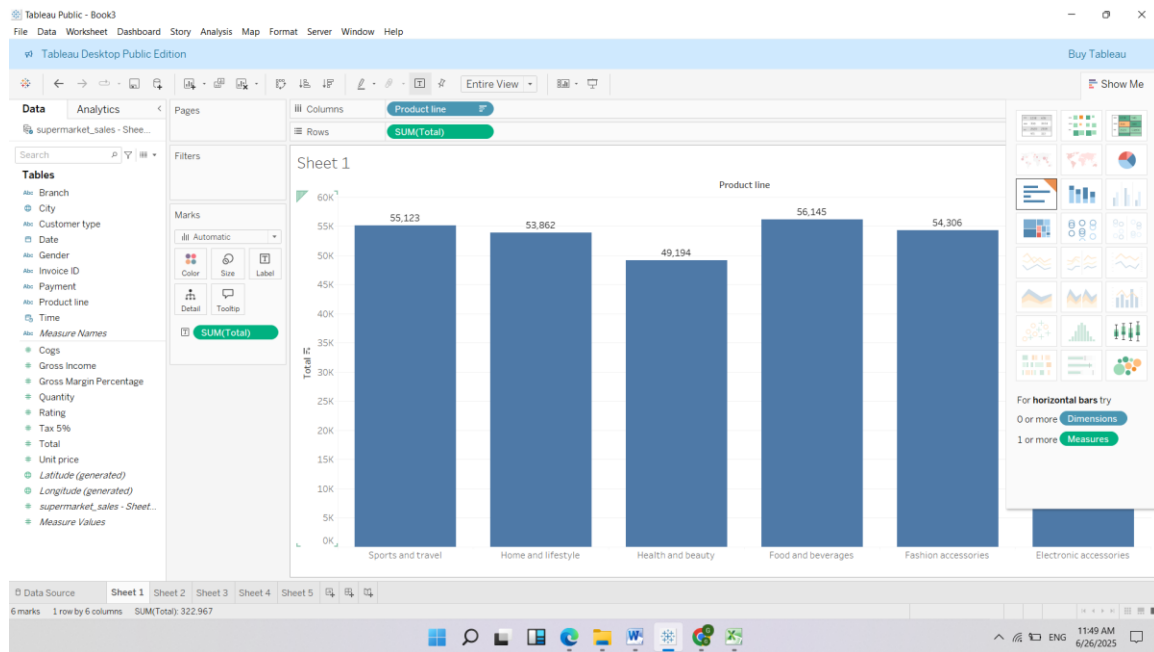 Tableau Public - Book3
File Data Worksheet Dashboard Story Analysis Map Format Server Window Help
Tableau Desktop Public Edition
Buy Tableau
Entire View
Show Me
Data Analytics
supermarket_sales - Shee...
Search
Tables
Abc Branch
City
Abc Customer type
Date
Abc Gender
Abc Invoice ID
Abc Payment
Abc Product line
Time
Abc Measure Names
# Cogs
# Gross Income
# Gross Margin Percentage
# Quantity
# Rating
# Tax 5%
# Total
# Unit price
Latitude (generated)
Longitude (generated)
# supermarket_sales - Sheet...
# Measure Values
Pages
Filters
Marks
Automatic
Color Size Label
Detail Tooltip
SUM(Total)
Columns Product line
Rows SUM(Total)
Sheet 1
Product line
Total
60K
55K
50K
45K
40K
35K
30K
25K
20K
15K
10K
5K
0K
55,123
53,862
49,194
56,145
54,306
Sports and travel
Home and lifestyle
Health and beauty
Food and beverages
Fashion accessories
Electronic accessories
For horizontal bars try
0 or more Dimensions
1 or more Measures
Data Source Sheet 1 Sheet 2 Sheet 3 Sheet 4 Sheet 5
6 marks 1 row by 6 columns SUM(Total): 322,967
ENG
11:49 AM
6/26/2025